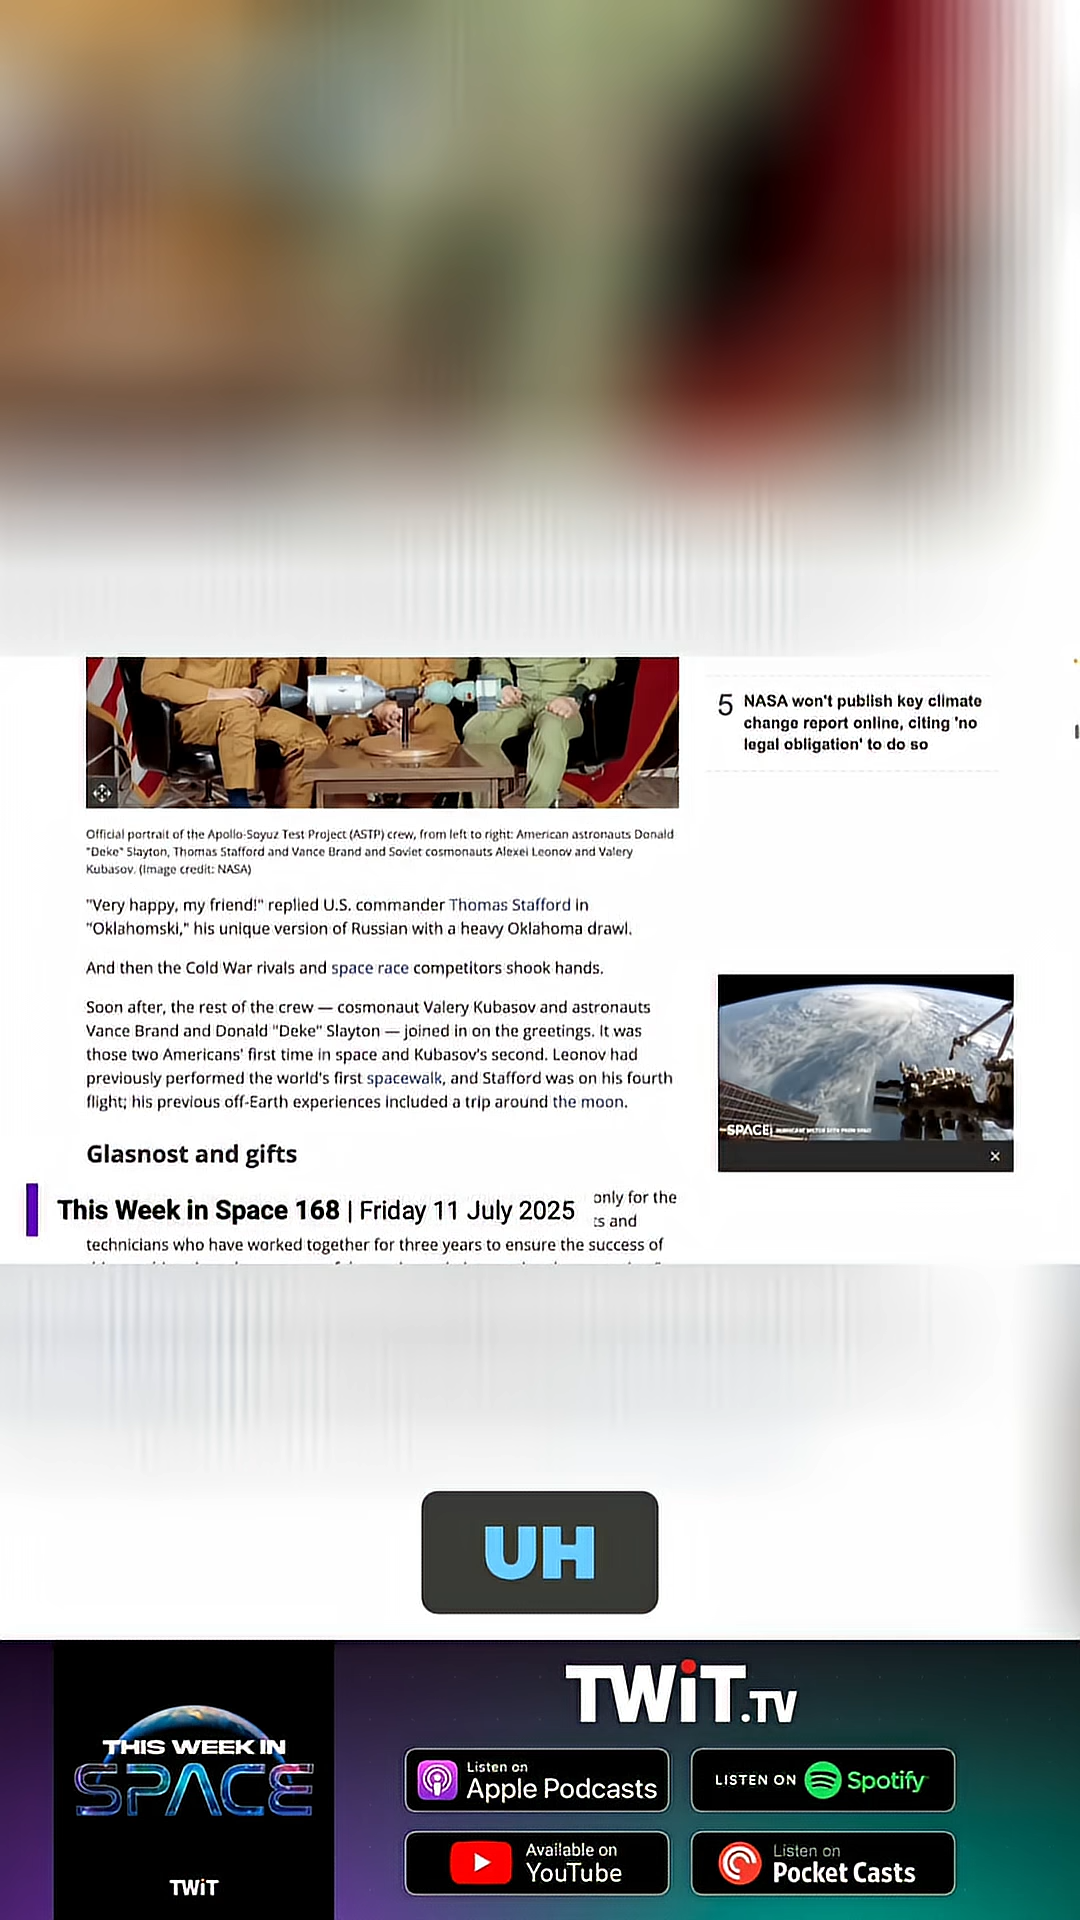 5 NASA won't publish key climate
change report online, citing 'no
legal obligation' to do so
Official portrait of the Apollo-Soyuz Test Project (ASTP) crew, from left to right: American astronauts Donald
"Deke" Slayton, Thomas Stafford and Vance Brand and Soviet cosmonauts Alexei Leonov and Valery
Kubasov. (Image credit: NASA)
"Very happy, my friend!" replied U.S. commander Thomas Stafford in
"Oklahomski," his unique version of Russian with a heavy Oklahoma drawl.
And then the Cold War rivals and space race competitors shook hands.
Soon after, the rest of the crew — cosmonaut Valery Kubasov and astronauts
Vance Brand and Donald "Deke" Slayton — joined in on the greetings. It was
those two Americans' first time in space and Kubasov's second. Leonov had
previously performed the world's first spacewalk, and Stafford was on his fourth
flight; his previous off-Earth experiences included a trip around the moon.
SPACE
Glasnost and gifts
only for the
This Week in Space 168 | Friday 11 July 2025
and
technicians who have worked together for three years to ensure the success of
UH
THIS WEEK IN
SPACE
TWiT
TWiT.TV
Listen on
Apple Podcasts
LISTEN ON Spotify
Available on
YouTube
Listen on
Pocket Casts